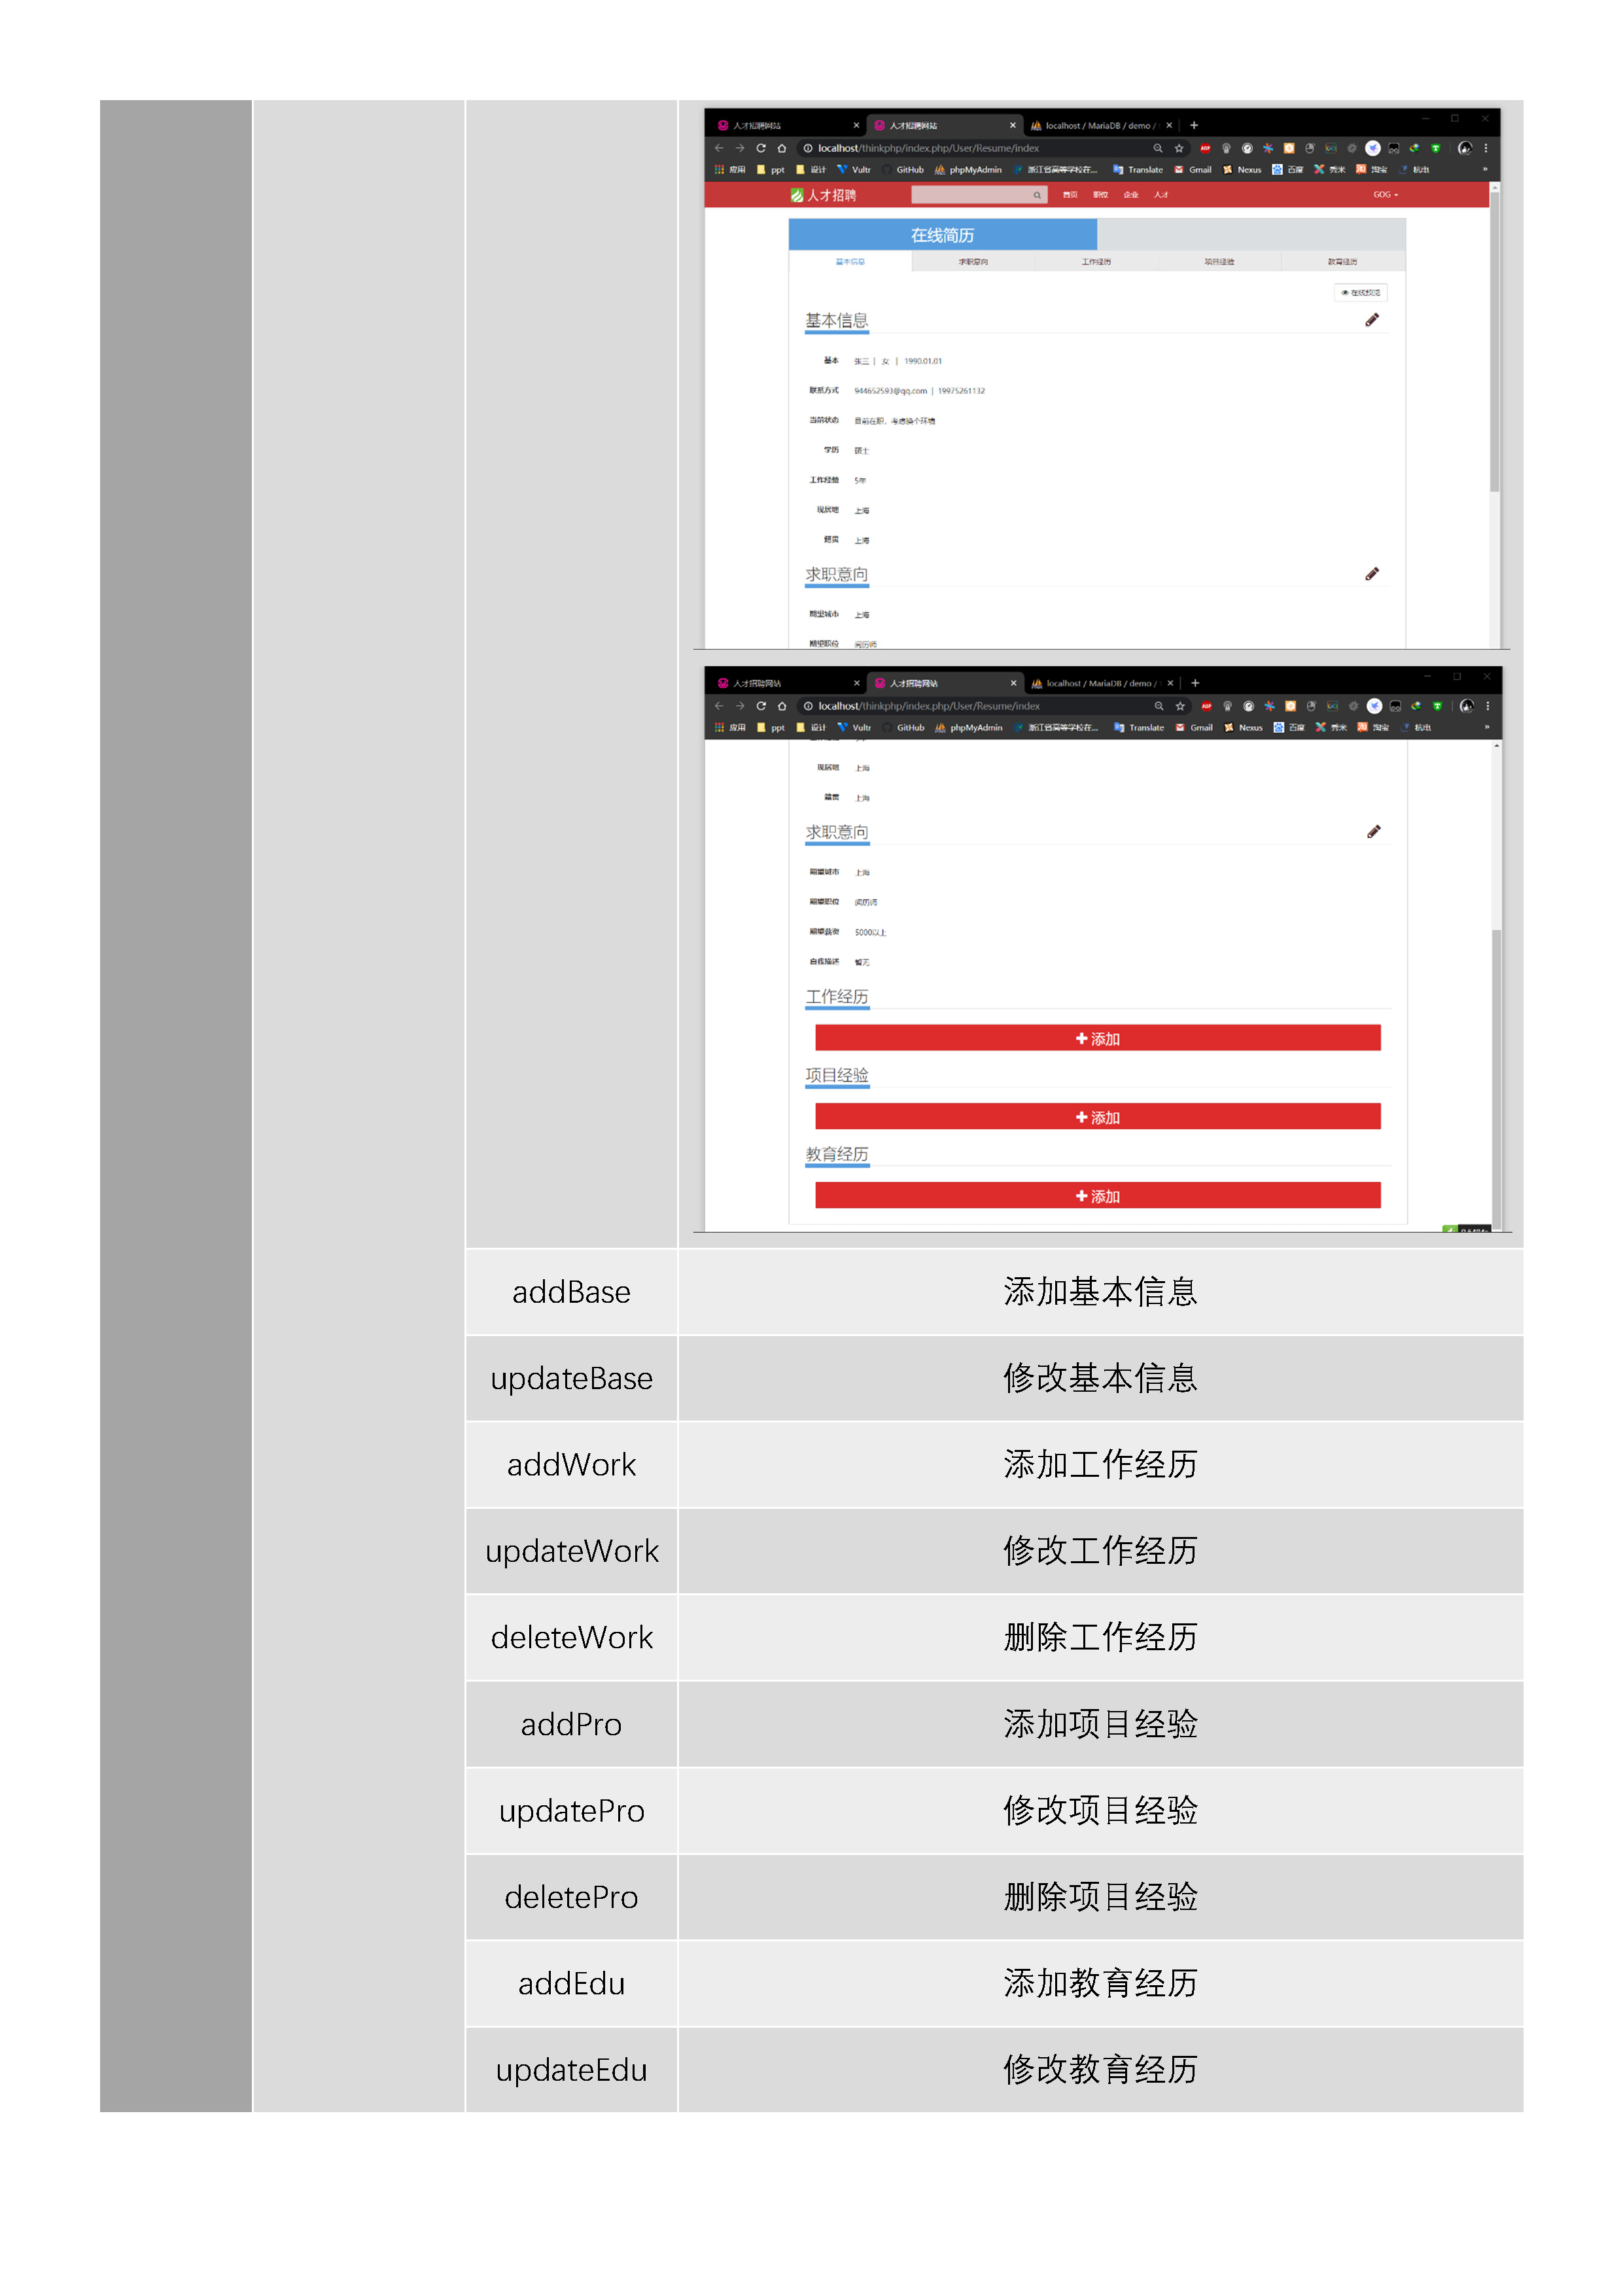 人才招聘网站
人才招聘网站
localhost / MariaDB / demo /
localhost/thinkphp/index.php/User/Resume/index
应用 ppt 设计 Vultr GitHub phpMyAdmin 浙江省高等学校在... Translate Gmail Nexus 百度 秀米 淘宝 杭电 »
人才招聘 首页 职位 企业 人才 GOG
在线简历
基本信息 求职意向 工作经历 项目经验 教育经历
在线预览
基本信息
基本 张三 | 女 | 1990.01.01
联系方式 944652593@qq.com | 19975261132
当前状态 目前在职，考虑换个环境
学历 硕士
工作经验 5年
现居地 上海
籍贯 上海
求职意向
期望城市 上海
期望职位 阅历师
人才招聘网站
人才招聘网站
localhost / MariaDB / demo /
localhost/thinkphp/index.php/User/Resume/index
应用 ppt 设计 Vultr GitHub phpMyAdmin 浙江省高等学校在... Translate Gmail Nexus 百度 秀米 淘宝 杭电 »
现居地 上海
籍贯 上海
求职意向
期望城市 上海
期望职位 阅历师
期望薪资 5000以上
自我描述 暂无
工作经历
添加
项目经验
添加
教育经历
添加
addBase 添加基本信息
updateBase 修改基本信息
addWork 添加工作经历
updateWork 修改工作经历
deleteWork 删除工作经历
addPro 添加项目经验
updatePro 修改项目经验
deletePro 删除项目经验
addEdu 添加教育经历
updateEdu 修改教育经历